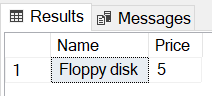 Results Messages
Name Price
1 Floppy disk 5